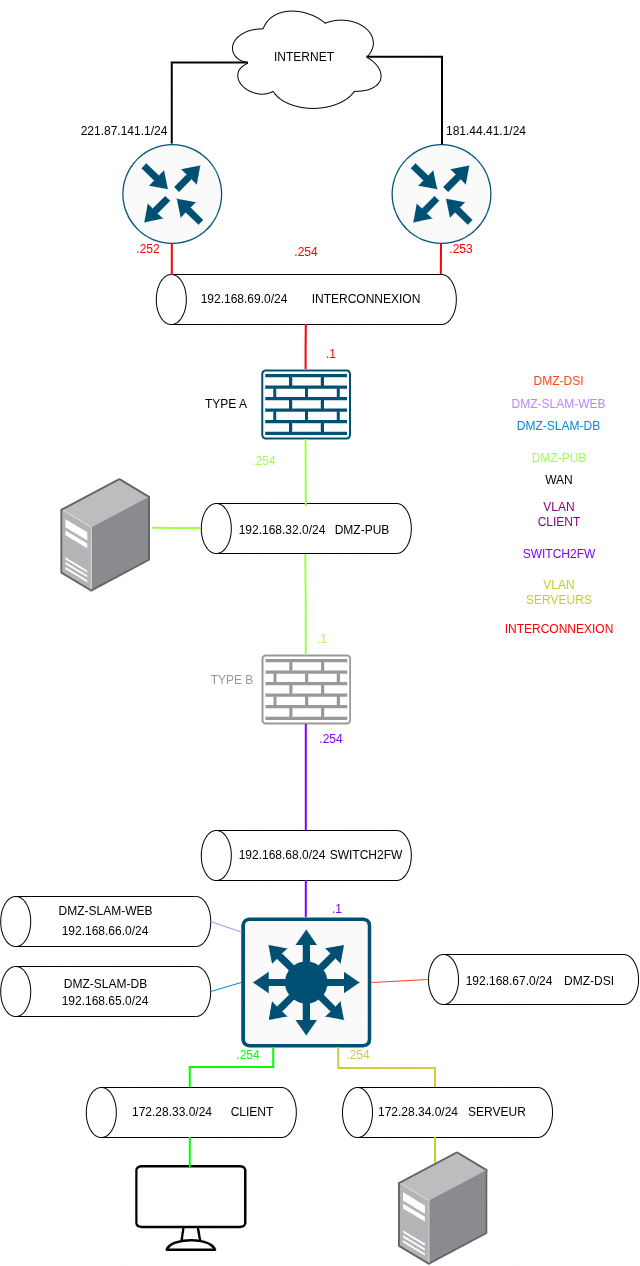 INTERNET
221.87.141.1/24
181.44.41.1/24
.252
.254
.253
192.168.69.0/24 INTERCONNEXION
.1
TYPE A
.254
192.168.32.0/24 DMZ-PUB
.1
TYPE B
.254
192.168.68.0/24 SWITCH2FW
.1
DMZ-SLAM-WEB
192.168.66.0/24
DMZ-SLAM-DB
192.168.65.0/24
192.168.67.0/24 DMZ-DSI
.254
.254
172.28.33.0/24 CLIENT
172.28.34.0/24 SERVEUR
DMZ-DSI
DMZ-SLAM-WEB
DMZ-SLAM-DB
DMZ-PUB
WAN
VLAN
CLIENT
SWITCH2FW
VLAN
SERVEURS
INTERCONNEXION